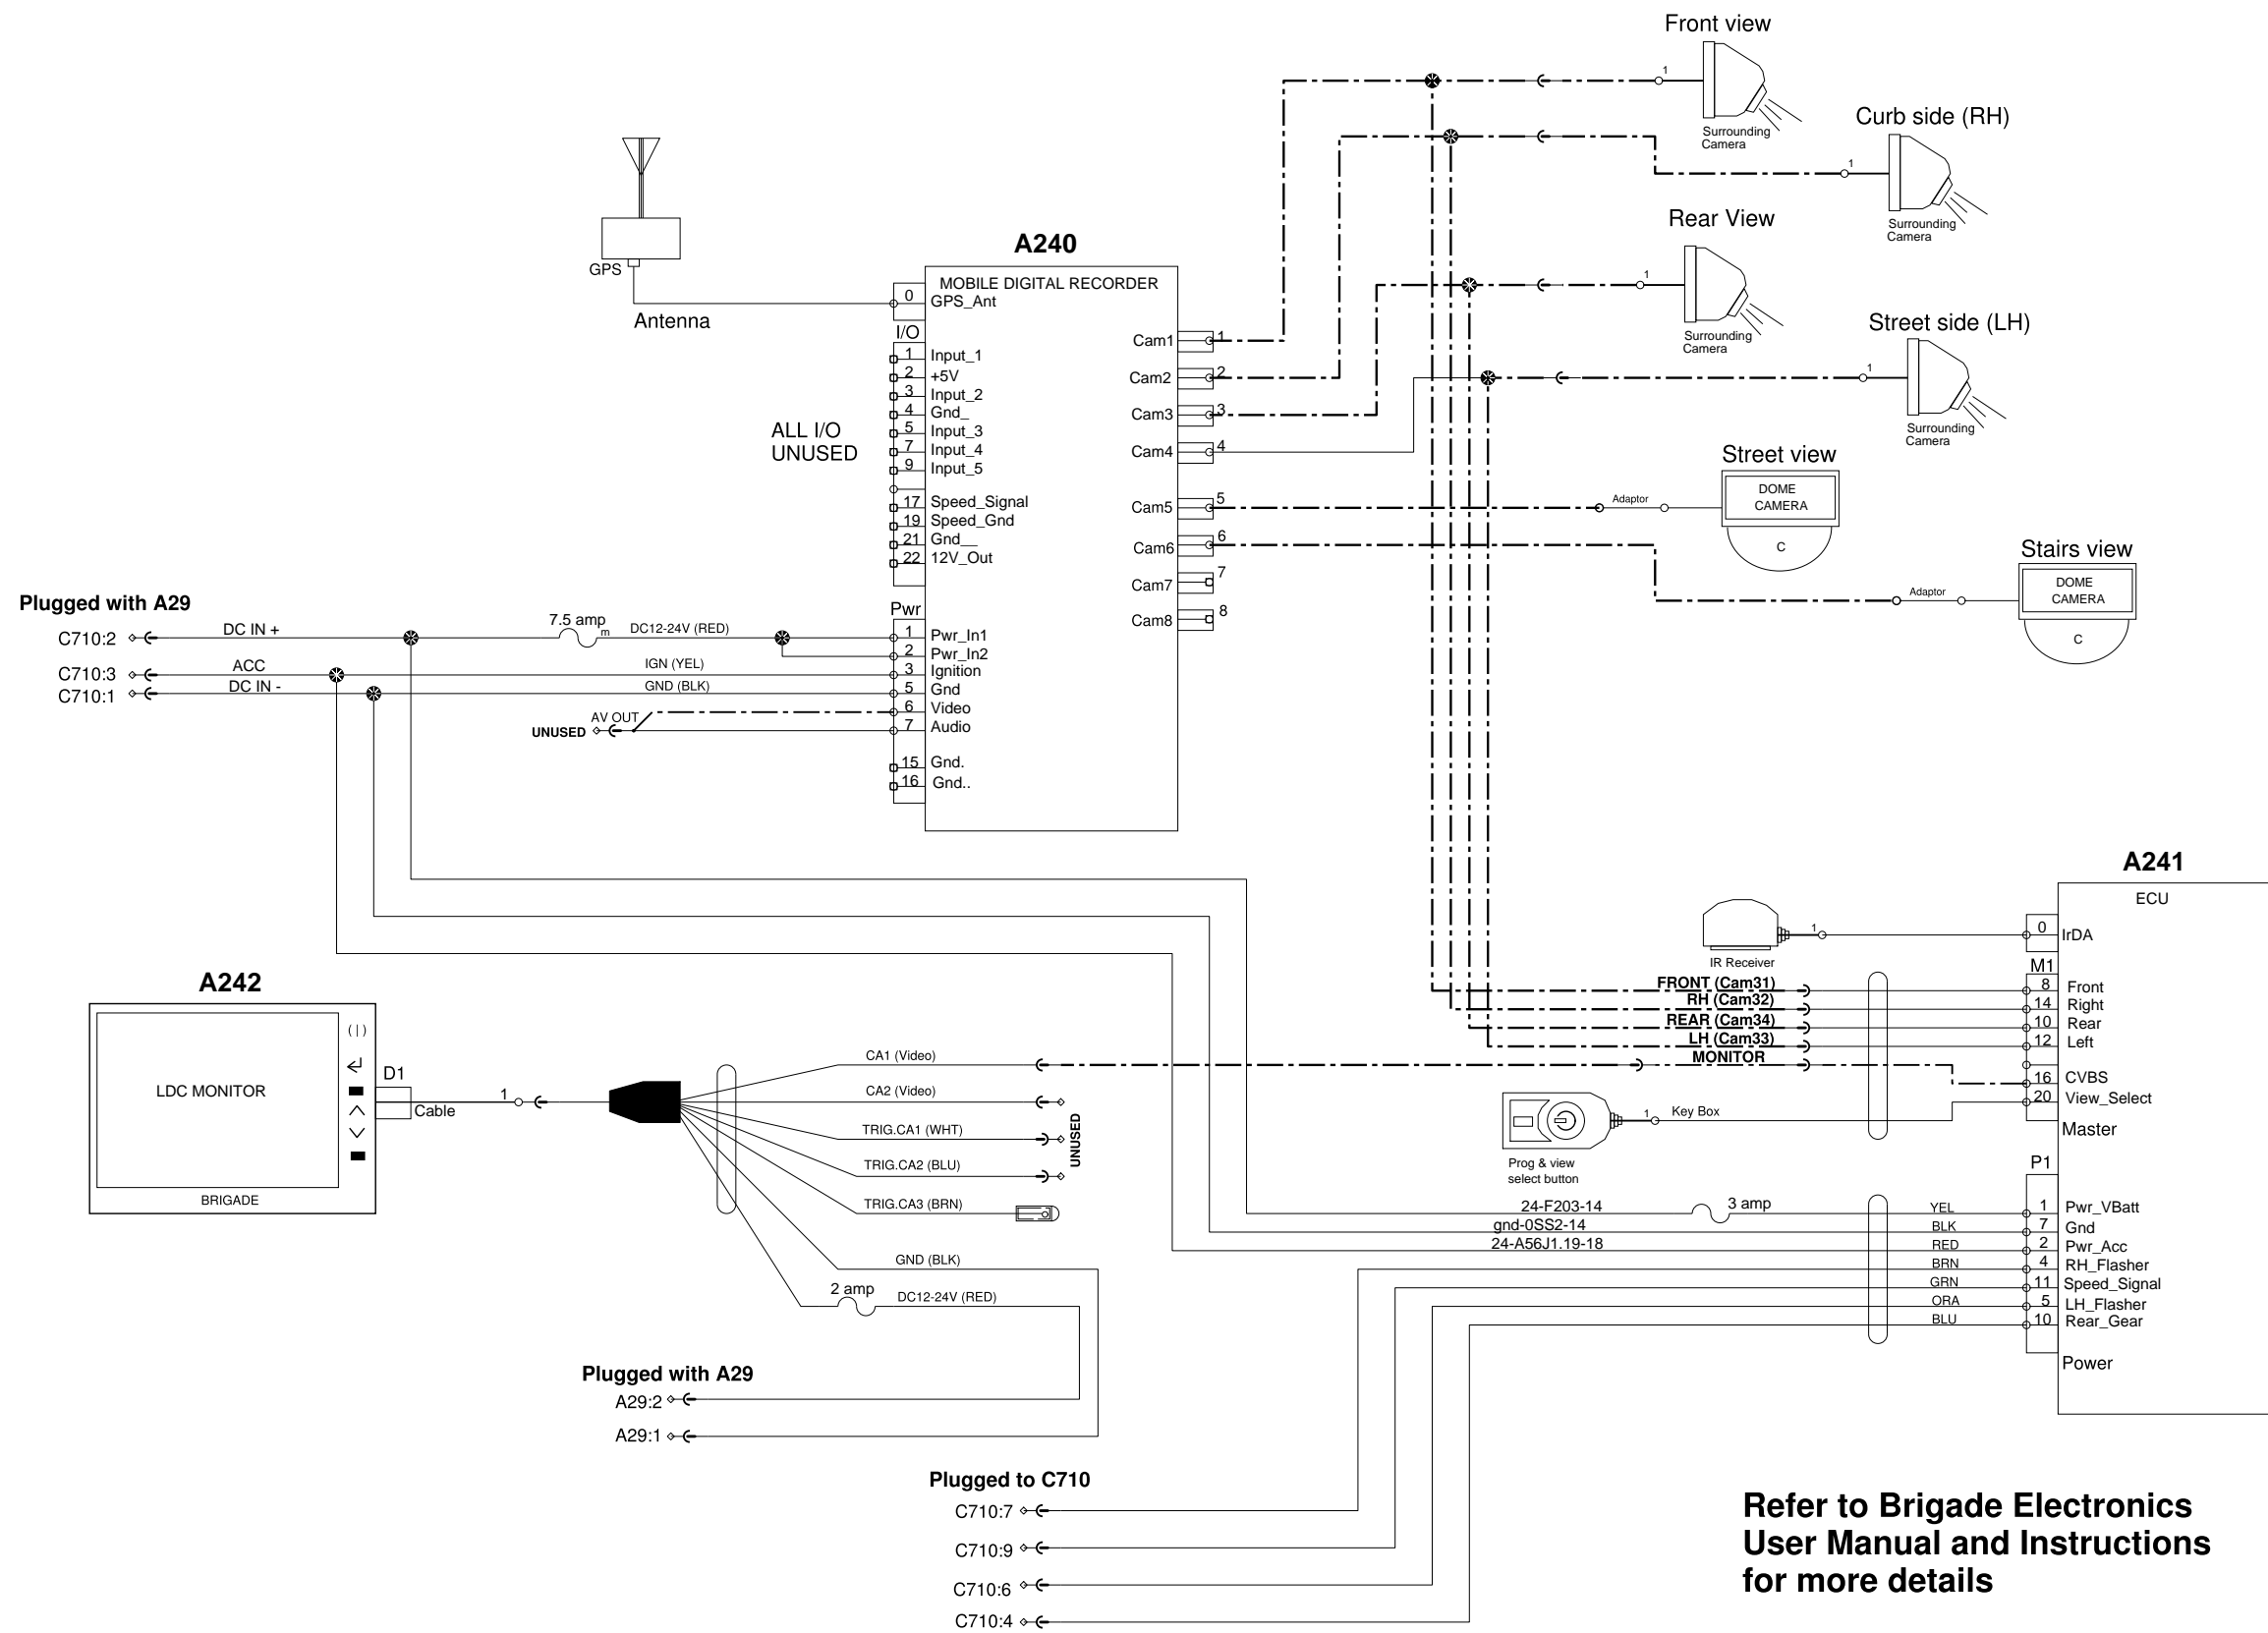 Front view
1
Surrounding
Camera
Curb side (RH)
1
Surrounding
Camera
Rear View
1
Surrounding
Camera
Street side (LH)
1
Surrounding
Camera
Street view
Adaptor
DOME
CAMERA
C
Stairs view
Adaptor
DOME
CAMERA
C
GPS
Antenna
A240
MOBILE DIGITAL RECORDER
0
GPS_Ant
I/O
1 Input_1
2 +5V
3 Input_2
4 Gnd_
5 Input_3
7 Input_4
9 Input_5
17 Speed_Signal
19 Speed_Gnd
21 Gnd__
22 12V_Out
ALL I/O
UNUSED
Cam1 1
Cam2 2
Cam3 3
Cam4 4
Cam5 5
Cam6 6
Cam7 7
Cam8 8
Pwr
1 Pwr_In1
2 Pwr_In2
3 Ignition
5 Gnd
6 Video
7 Audio
15 Gnd.
16 Gnd..
Plugged with A29
C710:2
DC IN +
7.5 amp
m
DC12-24V (RED)
C710:3
ACC
IGN (YEL)
C710:1
DC IN -
GND (BLK)
AV OUT
UNUSED
A241
ECU
0
IrDA
1
IR Receiver
M1
FRONT (Cam31)
8 Front
RH (Cam32)
14 Right
REAR (Cam34)
10 Rear
LH (Cam33)
12 Left
MONITOR
16 CVBS
20 View_Select
Master
1
Key Box
Prog & view
select button
P1
24-F203-14
3 amp
YEL
1 Pwr_VBatt
gnd-0SS2-14
BLK
7 Gnd
24-A56J1.19-18
RED
2 Pwr_Acc
BRN
4 RH_Flasher
GRN
11 Speed_Signal
ORA
5 LH_Flasher
BLU
10 Rear_Gear
Power
A242
LDC MONITOR
( | )
BRIGADE
D1
Cable
1
CA1 (Video)
CA2 (Video)
TRIG.CA1 (WHT)
TRIG.CA2 (BLU)
TRIG.CA3 (BRN)
UNUSED
GND (BLK)
2 amp
DC12-24V (RED)
Plugged with A29
A29:2
A29:1
Plugged to C710
C710:7
C710:9
C710:6
C710:4
Refer to Brigade Electronics
User Manual and Instructions
for more details